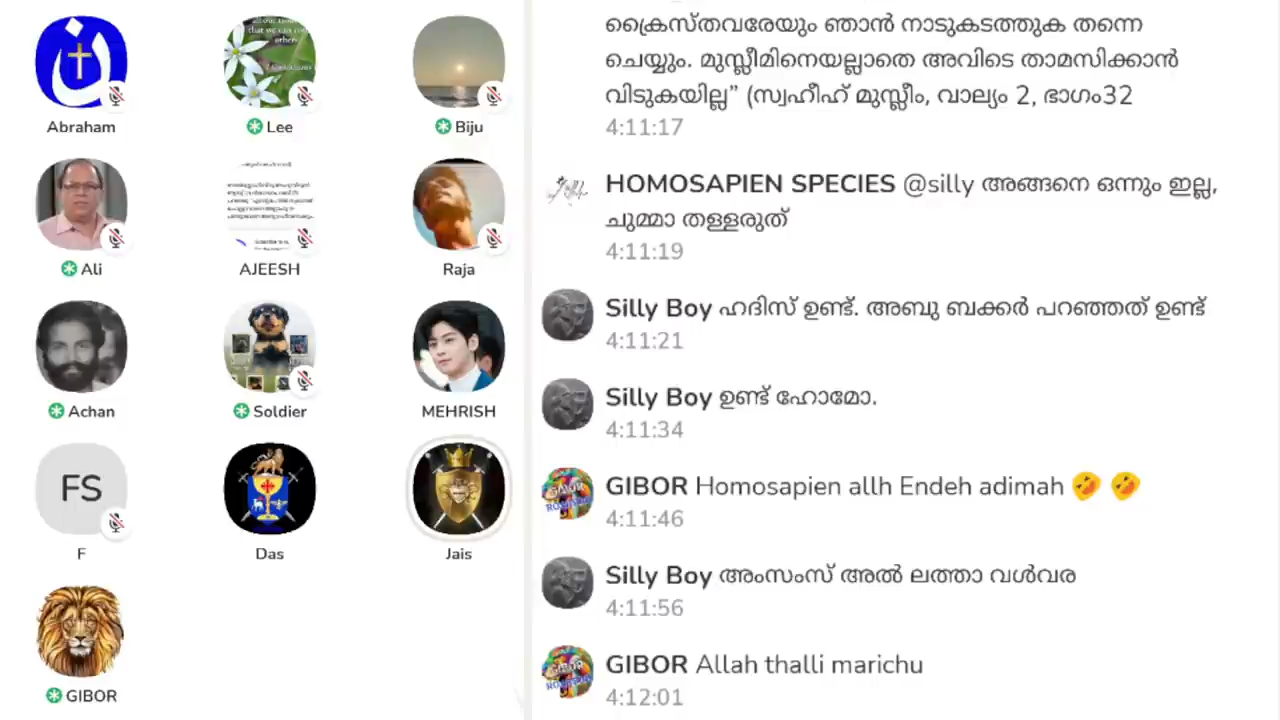 Abraham
Lee
Biju
Ali
AJEESH
Raja
Achan
Soldier
MEHRISH
FS
F
Das
Jais
GIBOR
ക്രൈസ്തവരേയും ഞാൻ നാടുകടത്തുക തന്നെ
ചെയ്യും. മുസ്ലീമിനെയല്ലാതെ അവിടെ താമസിക്കാൻ
വിടുകയില്ല” (സ്വഹീഹ് മുസ്ലീം, വാല്യം 2, ഭാഗം32
4:11:17
HOMOSAPIEN SPECIES @silly അങ്ങനെ ഒന്നും ഇല്ല,
ചുമ്മാ തള്ളരുത്
4:11:19
Silly Boy ഹദിസ് ഉണ്ട്. അബു ബക്കർ പറഞ്ഞത് ഉണ്ട്
4:11:21
Silly Boy ഉണ്ട് ഹോമോ.
4:11:34
GIBOR Homosapien allh Endeh adimah
4:11:46
Silly Boy അംസംസ് അൽ ലത്താ വൾവര
4:11:56
GIBOR Allah thalli marichu
4:12:01